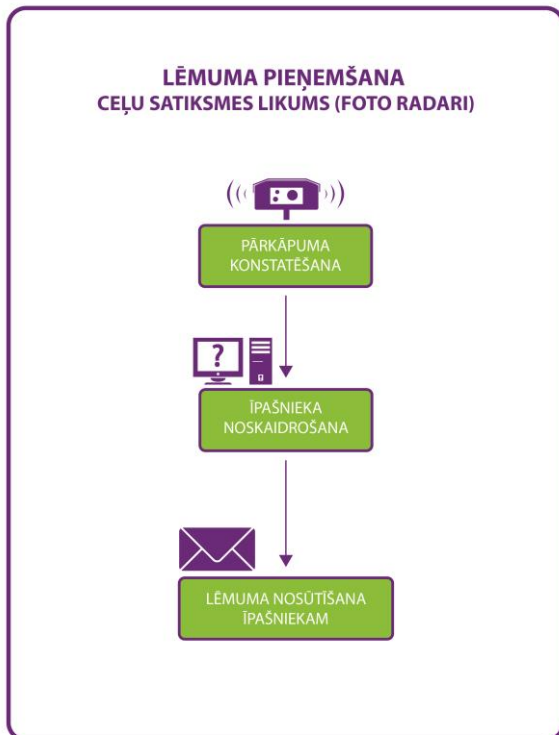 LĒMUMA PIEŅEMŠANA
CEĻU SATIKSMES LIKUMS (FOTO RADARI)
PĀRKĀPUMA
KONSTATĒŠANA
?
ĪPAŠNIEKA
NOSKAIDROŠANA
LĒMUMA NOSŪTĪŠANA
ĪPAŠNIEKAM